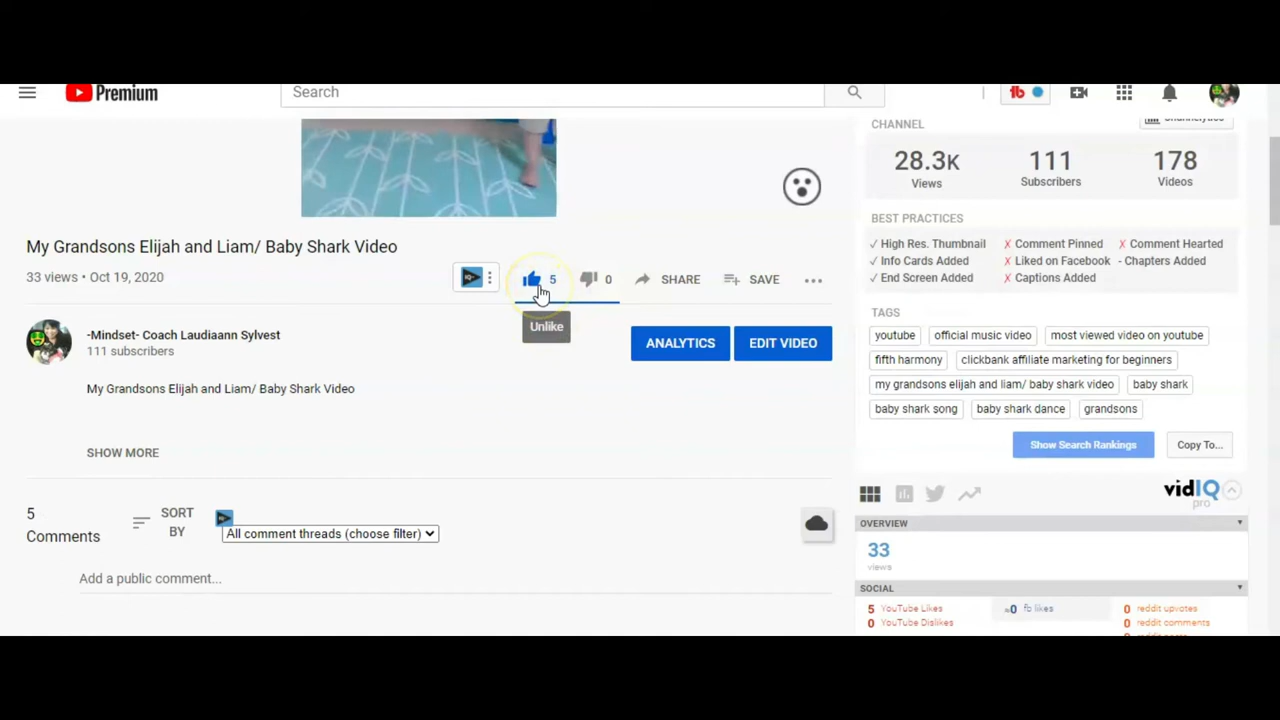 Premium
Search
CHANNEL
28.3K
Views
111
Subscribers
178
Videos
BEST PRACTICES
✓ High Res. Thumbnail
✗ Comment Pinned
✗ Comment Hearted
✓ Info Cards Added
✗ Liked on Facebook
- Chapters Added
✓ End Screen Added
✗ Captions Added
My Grandsons Elijah and Liam/ Baby Shark Video
33 views • Oct 19, 2020
5
0
SHARE
SAVE
Unlike
-Mindset- Coach Laudiaann Sylvest
111 subscribers
ANALYTICS
EDIT VIDEO
My Grandsons Elijah and Liam/ Baby Shark Video
SHOW MORE
TAGS
youtube
official music video
most viewed video on youtube
fifth harmony
clickbank affiliate marketing for beginners
my grandsons elijah and liam/ baby shark video
baby shark
baby shark song
baby shark dance
grandsons
Show Search Rankings
Copy To...
5
Comments
SORT
BY
All comment threads (choose filter)
Add a public comment...
vidIQ
pro
OVERVIEW
33
views
SOCIAL
5 YouTube Likes
≈0 fb likes
0 reddit upvotes
0 YouTube Dislikes
0 reddit comments